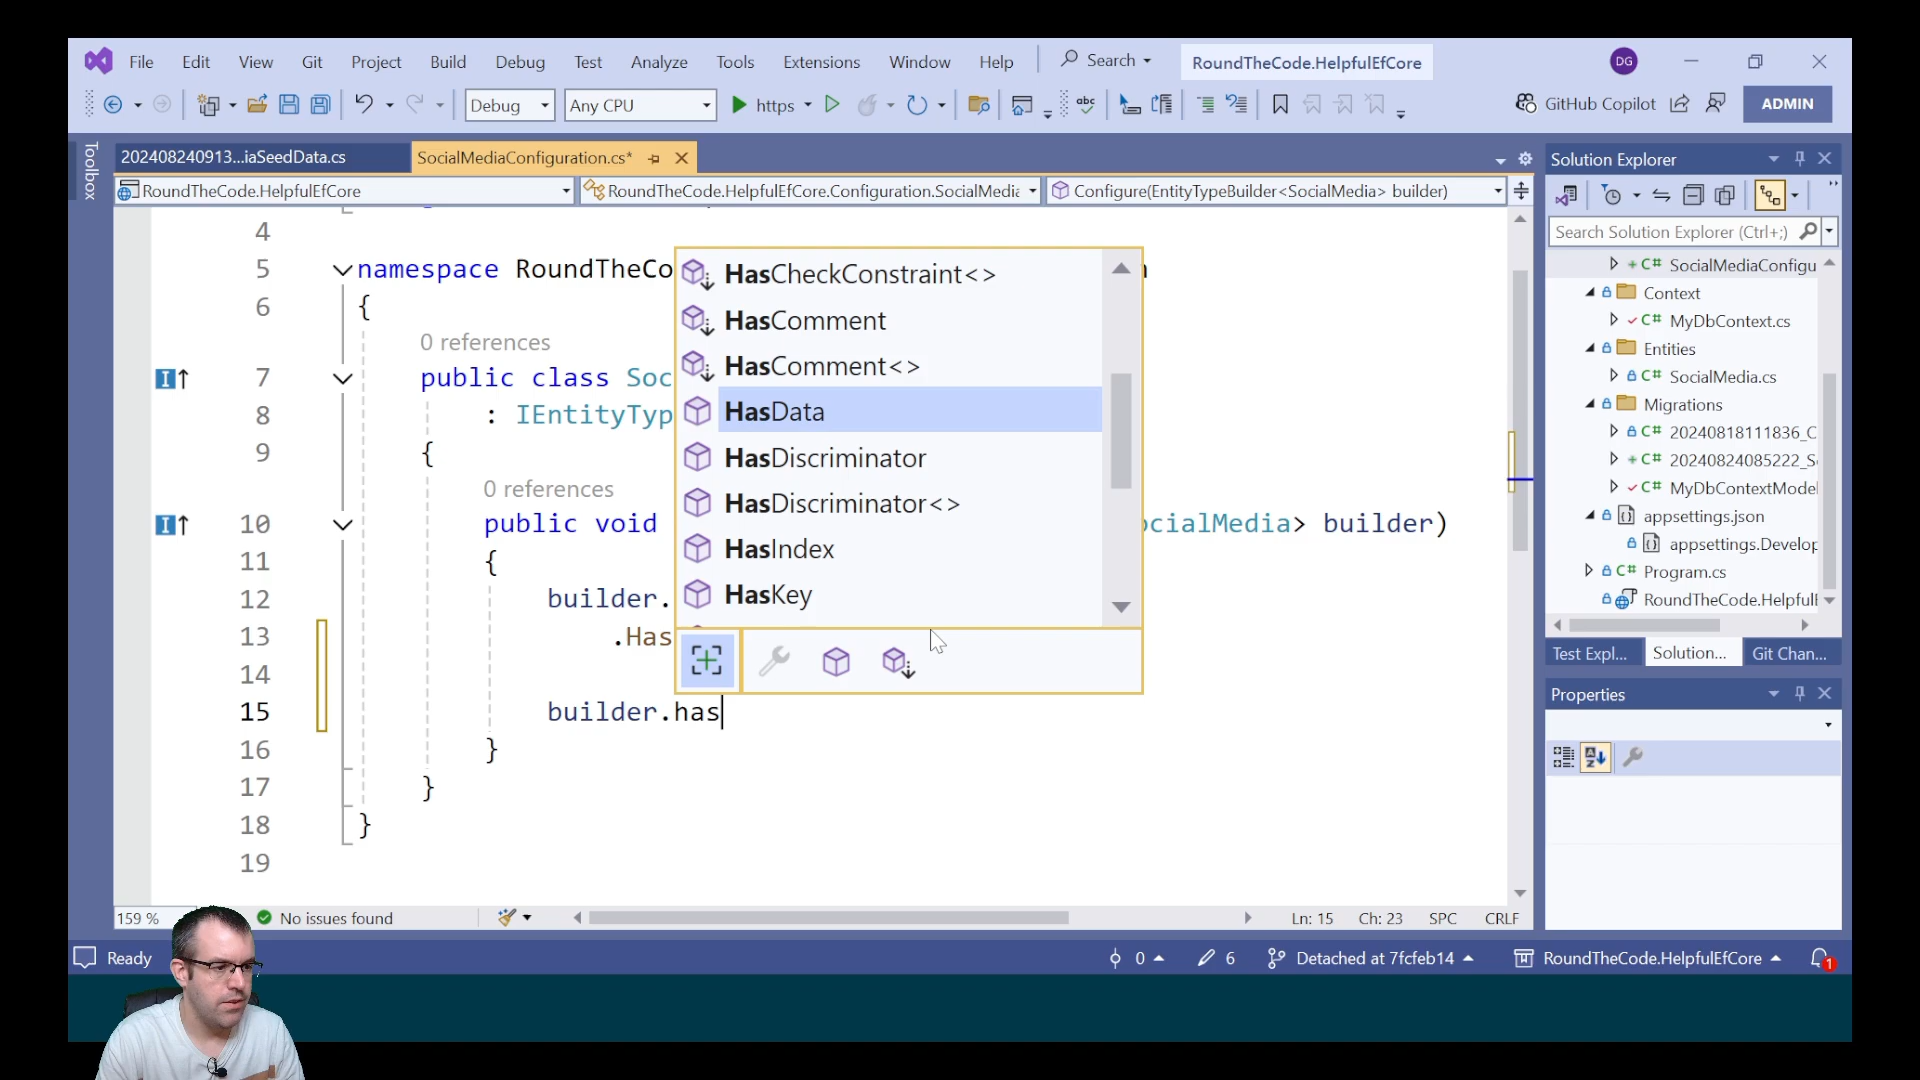 File Edit View Git Project Build Debug Test Analyze Tools Extensions Window Help Search RoundTheCode.HelpfulEfCore DG
Debug Any CPU https abc GitHub Copilot ADMIN
Toolbox
202408240913...iaSeedData.cs SocialMediaConfiguration.cs*
RoundTheCode.HelpfulEfCore RoundTheCode.HelpfulEfCore.Configuration.SocialMedia Configure(EntityTypeBuilder<SocialMedia> builder)
4
5 namespace RoundTheCo
6 {
0 references
7 public class Soc
8 : IEntityTyp
9 {
0 references
10 public void ocialMedia> builder)
11 {
12 builder.
13 .Has
14
15 builder.has
16 }
17 }
18 }
19
HasCheckConstraint<>
HasComment
HasComment<>
HasData
HasDiscriminator
HasDiscriminator<>
HasIndex
HasKey
159 % No issues found Ln: 15 Ch: 23 SPC CRLF
Solution Explorer
Search Solution Explorer (Ctrl+;)
C# SocialMediaConfigu
Context
C# MyDbContext.cs
Entities
C# SocialMedia.cs
Migrations
C# 20240818111836_C
C# 20240824085222_S
C# MyDbContextModel
appsettings.json
appsettings.Develop
C# Program.cs
RoundTheCode.Helpful
Test Expl... Solution... Git Chan...
Properties
Ready 0 6 Detached at 7fcfeb14 RoundTheCode.HelpfulEfCore 1